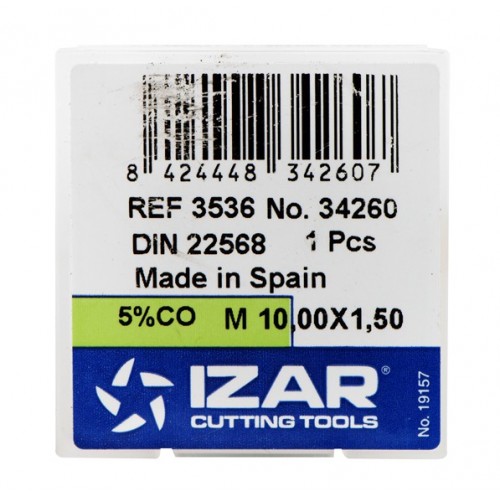 8 424448 342607
REF 3536 No. 34260
DIN 22568 1 Pcs
Made in Spain
5%CO M 10,00X1,50
IZAR®
CUTTING TOOLS
No. 19157